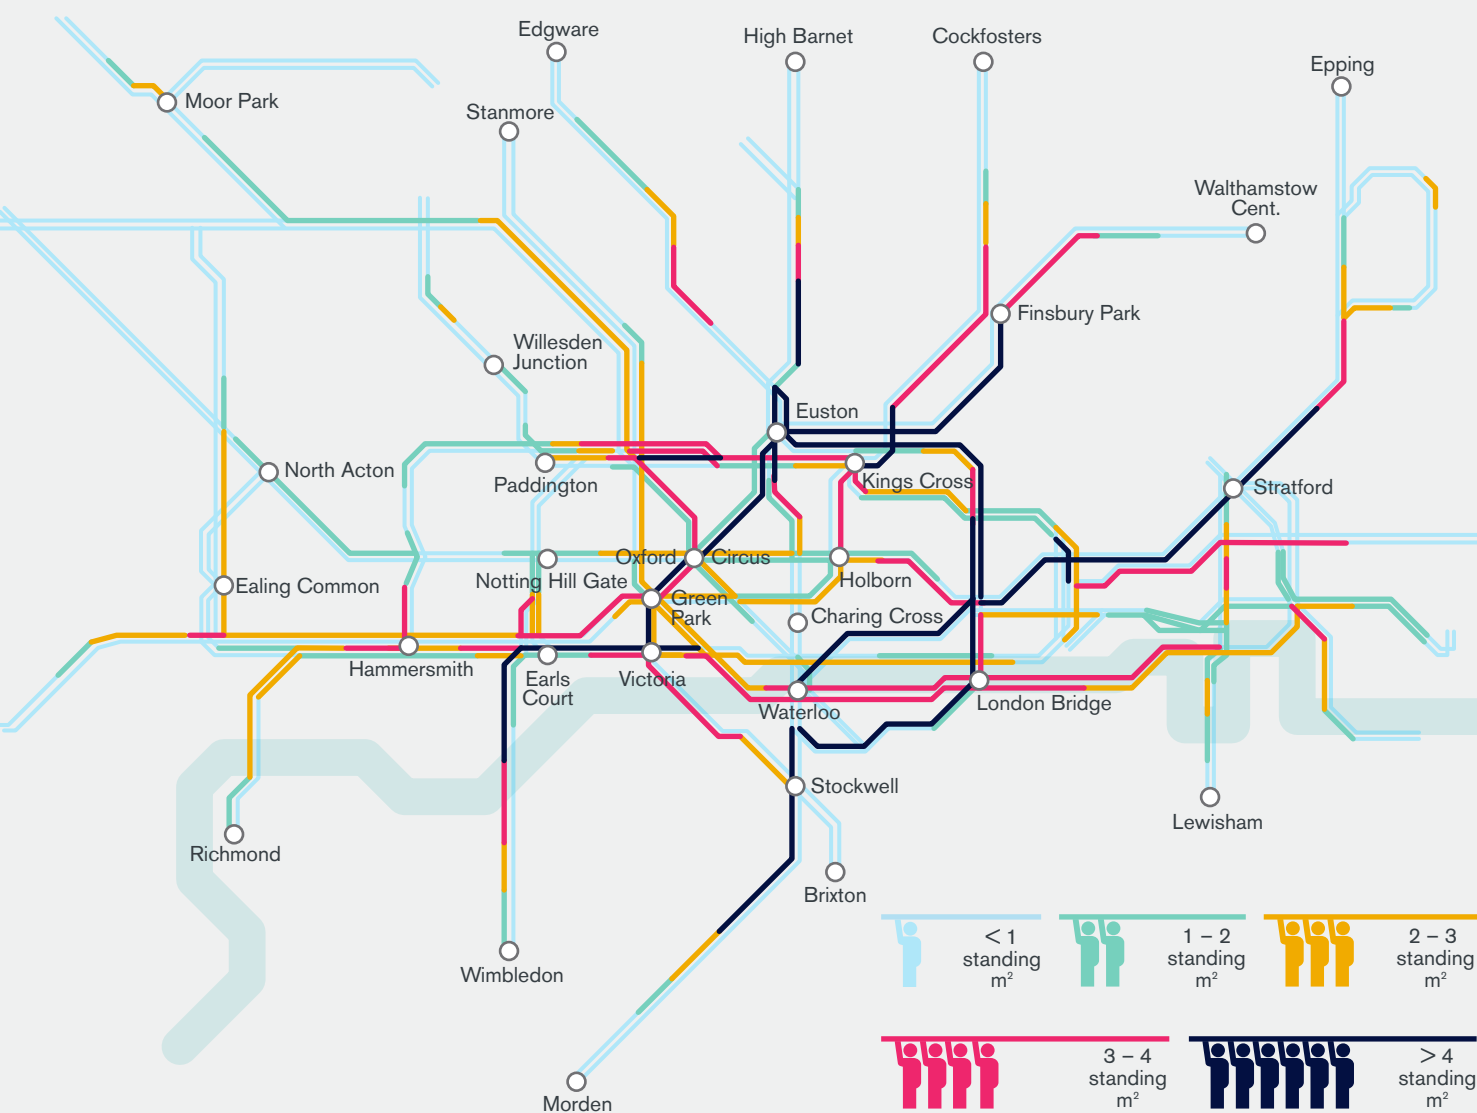 Edgware
High Barnet
Cockfosters
Epping
Moor Park
Stanmore
Walthamstow
Cent.
Finsbury Park
Willesden
Junction
Euston
North Acton
Paddington
Kings Cross
Stratford
Oxford Circus
Notting Hill Gate
Holborn
Ealing Common
Green
Park
Charing Cross
Hammersmith
Earls
Court
Victoria
Waterloo
London Bridge
Stockwell
Lewisham
Richmond
Brixton
Wimbledon
Morden
< 1
standing
m²
1 – 2
standing
m²
2 – 3
standing
m²
3 – 4
standing
m²
> 4
standing
m²